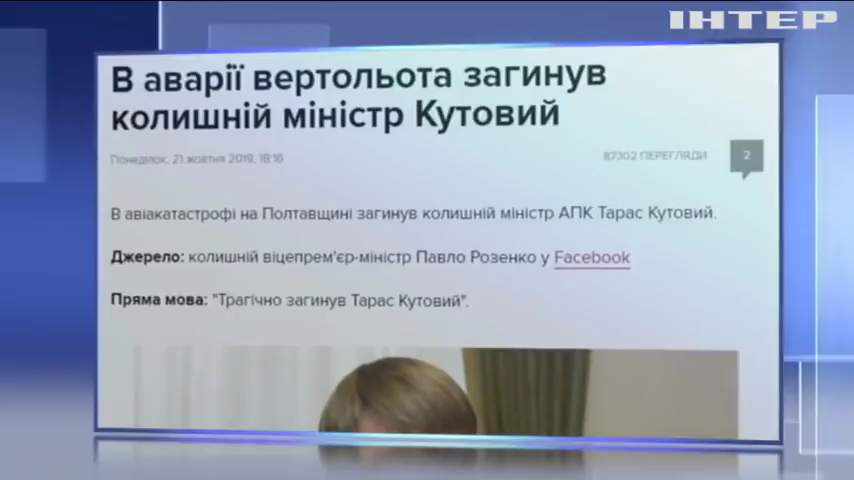 ІНТЕР
В аварії вертольота загинув
колишній міністр Кутовий
Понеділок, 21 жовтня 2019, 18:16
87302 ПЕРЕГЛЯДИ
2
В авіакатастрофі на Полтавщині загинув колишній міністр АПК Тарас Кутовий.
Джерело: колишній віцепрем'єр-міністр Павло Розенко у Facebook
Пряма мова: "Трагічно загинув Тарас Кутовий".